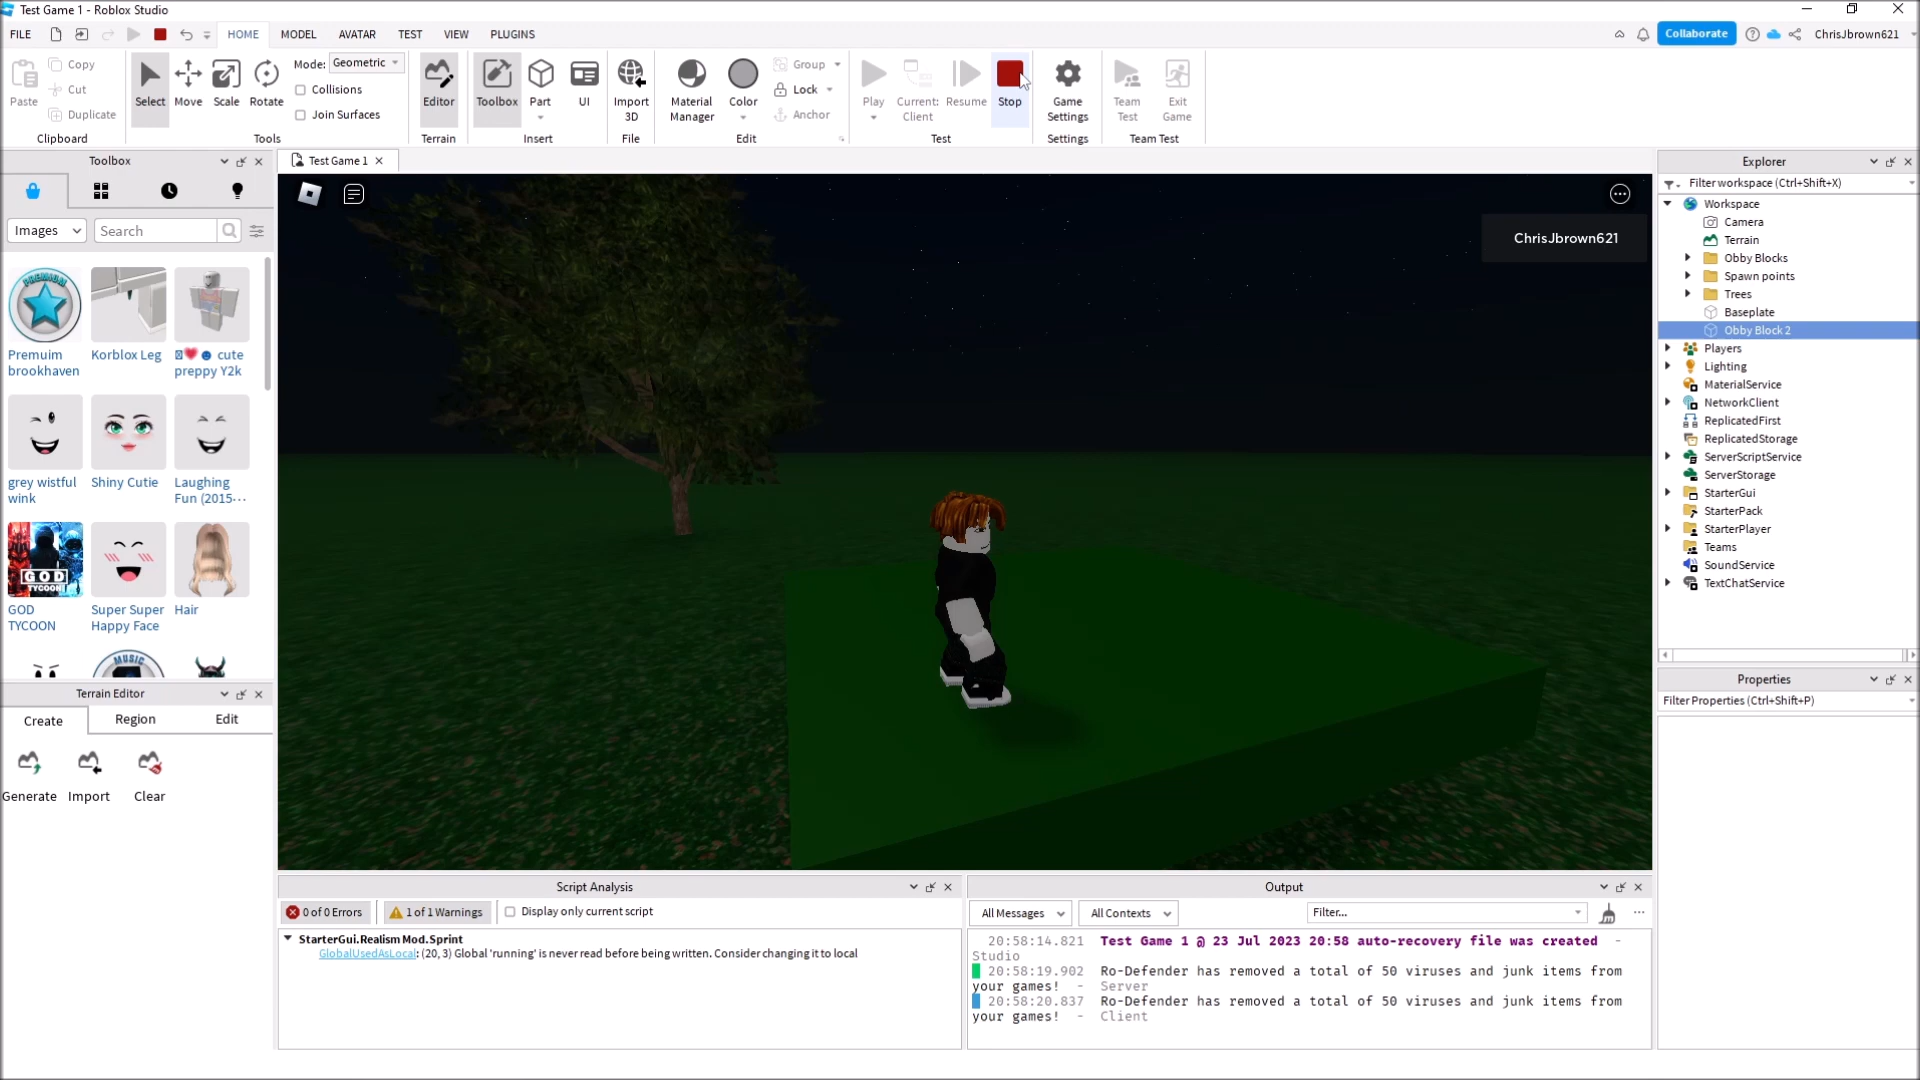 Test Game 1 - Roblox Studio
FILE HOME MODEL AVATAR TEST VIEW PLUGINS Collaborate ChrisJbrown621
Paste
Copy
Cut
Duplicate
Clipboard
Select
Move
Scale
Rotate
Mode: Geometric
Collisions
Join Surfaces
Tools
Editor
Terrain
Toolbox
Part
UI
Insert
Import
3D
File
Material
Manager
Color
Group
Lock
Anchor
Edit
Play
Current:
Client
Resume
Stop
Test
Game
Settings
Settings
Team
Test
Exit
Game
Team Test
Toolbox
Images
Search
Premuim
brookhaven
Korblox Leg
cute
preppy Y2k
grey wistful
wink
Shiny Cutie
Laughing
Fun (2015-…
PREMIUM
GOD
TYCOON
GOD
TYCOON
Super Super
Happy Face
Hair
MUSIC
Terrain Editor
Create Region Edit
Generate Import Clear
Test Game 1
ChrisJbrown621
Explorer
Filter workspace (Ctrl+Shift+X)
Workspace
Camera
Terrain
Obby Blocks
Spawn points
Trees
Baseplate
Obby Block 2
Players
Lighting
MaterialService
NetworkClient
ReplicatedFirst
ReplicatedStorage
ServerScriptService
ServerStorage
StarterGui
StarterPack
StarterPlayer
Teams
SoundService
TextChatService
Properties
Filter Properties (Ctrl+Shift+P)
Script Analysis
0 of 0 Errors 1 of 1 Warnings Display only current script
StarterGui.Realism Mod.Sprint
GlobalUsedAsLocal: (20, 3) Global 'running' is never read before being written. Consider changing it to local
Output
All Messages All Contexts Filter...
20:58:14.821 Test Game 1 @ 23 Jul 2023 20:58 auto-recovery file was created -
Studio
20:58:19.902 Ro-Defender has removed a total of 50 viruses and junk items from
your games! - Server
20:58:20.837 Ro-Defender has removed a total of 50 viruses and junk items from
your games! - Client